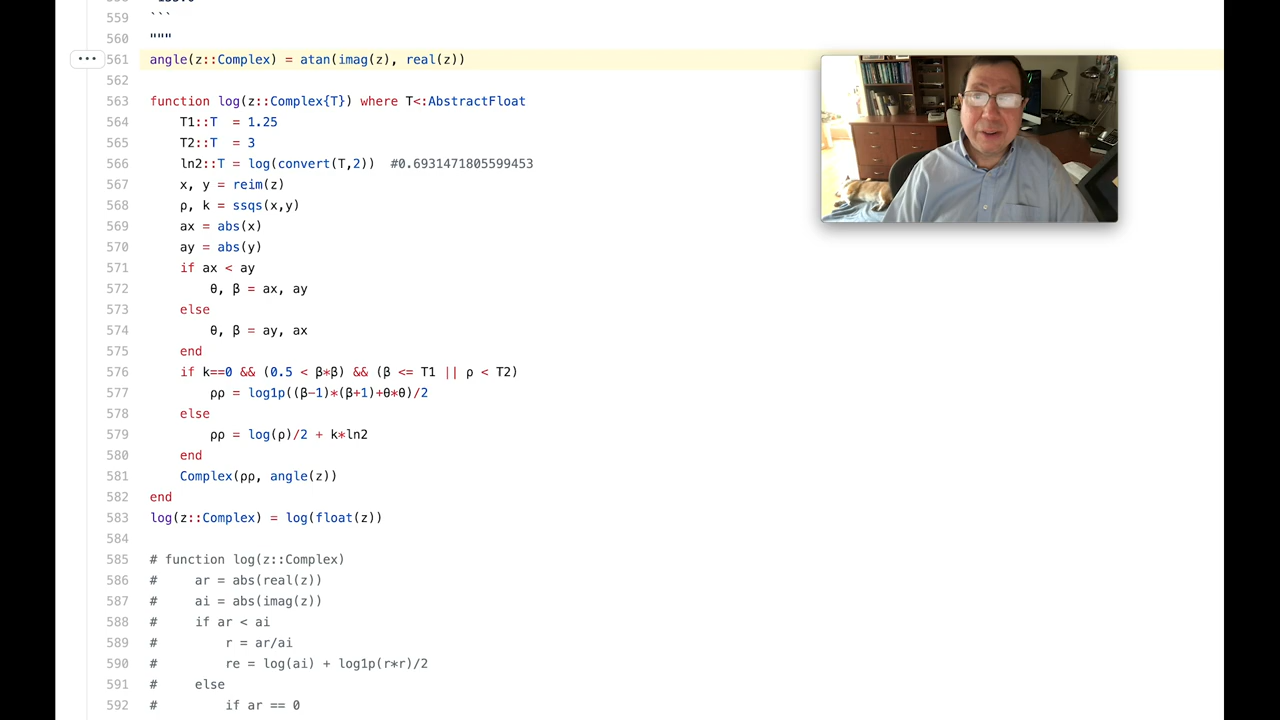 559 ```
560 """
561 angle(z::Complex) = atan(imag(z), real(z))
562
563 function log(z::Complex{T}) where T<:AbstractFloat
564 T1::T  = 1.25
565 T2::T  = 3
566 ln2::T = log(convert(T,2))  #0.6931471805599453
567 x, y = reim(z)
568 ρ, k = ssqs(x,y)
569 ax = abs(x)
570 ay = abs(y)
571 if ax < ay
572 θ, β = ax, ay
573 else
574 θ, β = ay, ax
575 end
576 if k==0 && (0.5 < β*β) && (β <= T1 || ρ < T2)
577 ρρ = log1p((β-1)*(β+1)+θ*θ)/2
578 else
579 ρρ = log(ρ)/2 + k*ln2
580 end
581 Complex(ρρ, angle(z))
582 end
583 log(z::Complex) = log(float(z))
584
585 # function log(z::Complex)
586 #     ar = abs(real(z))
587 #     ai = abs(imag(z))
588 #     if ar < ai
589 #         r = ar/ai
590 #         re = log(ai) + log1p(r*r)/2
591 #     else
592 #         if ar == 0